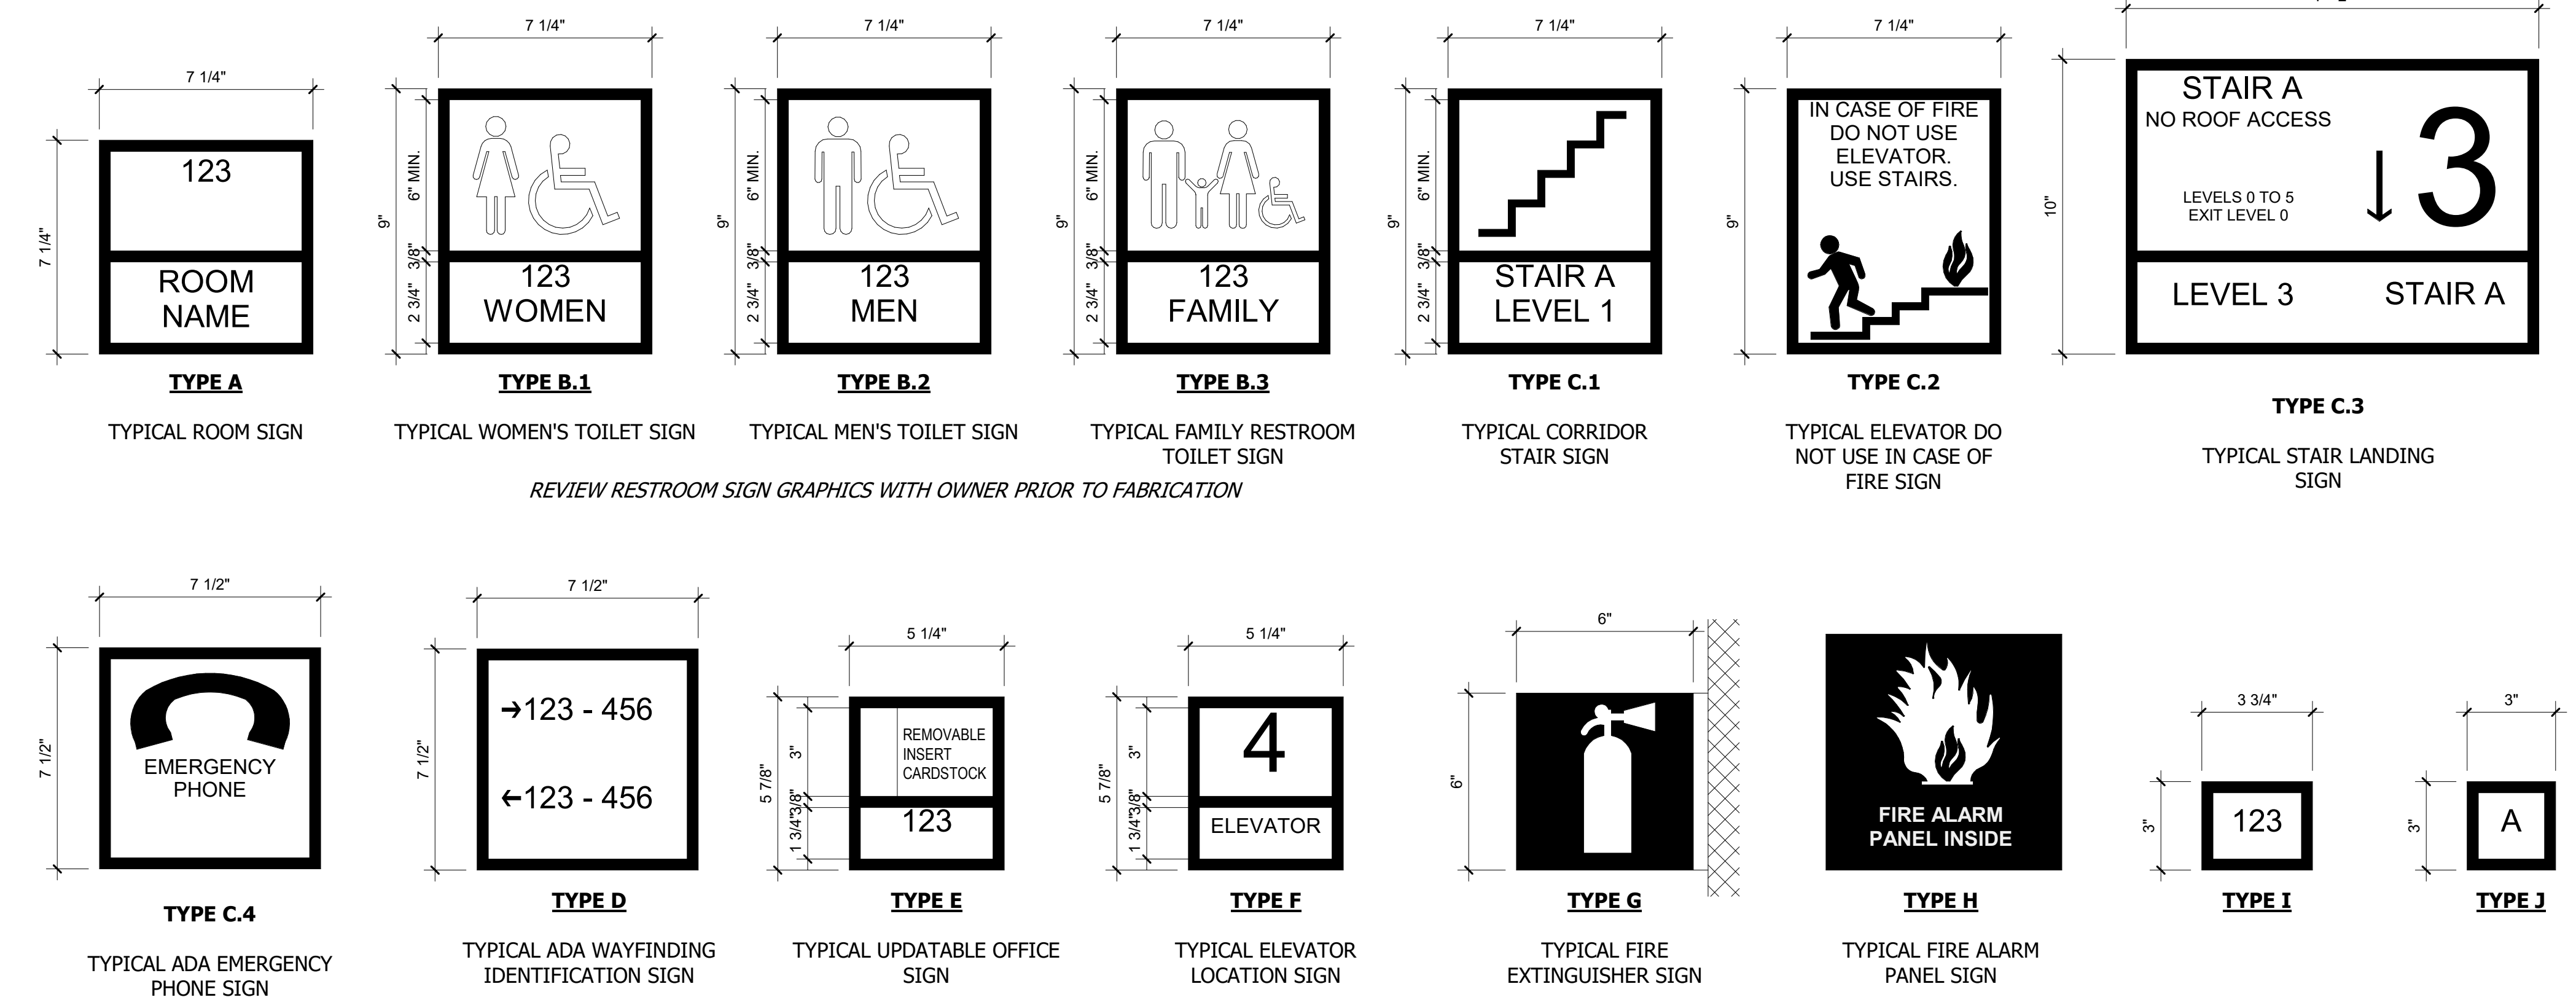 7 1/4"
7 1/4"
123
ROOM
NAME
TYPE A
TYPICAL ROOM SIGN
7 1/4"
9"
6" MIN.
3/8"
2 3/4"
123
WOMEN
TYPE B.1
TYPICAL WOMEN'S TOILET SIGN
7 1/4"
9"
6" MIN.
3/8"
2 3/4"
123
MEN
TYPE B.2
TYPICAL MEN'S TOILET SIGN
7 1/4"
9"
6" MIN.
3/8"
2 3/4"
123
FAMILY
TYPE B.3
TYPICAL FAMILY RESTROOM
TOILET SIGN
REVIEW RESTROOM SIGN GRAPHICS WITH OWNER PRIOR TO FABRICATION
7 1/4"
9"
6" MIN.
3/8"
2 3/4"
STAIR A
LEVEL 1
TYPE C.1
TYPICAL CORRIDOR
STAIR SIGN
7 1/4"
9"
IN CASE OF FIRE
DO NOT USE
ELEVATOR.
USE STAIRS.
TYPE C.2
TYPICAL ELEVATOR DO
NOT USE IN CASE OF
FIRE SIGN
10"
STAIR A
NO ROOF ACCESS
↓3
LEVELS 0 TO 5
EXIT LEVEL 0
LEVEL 3 STAIR A
TYPE C.3
TYPICAL STAIR LANDING
SIGN
7 1/2"
7 1/2"
EMERGENCY
PHONE
TYPE C.4
TYPICAL ADA EMERGENCY
PHONE SIGN
7 1/2"
7 1/2"
→123 - 456
←123 - 456
TYPE D
TYPICAL ADA WAYFINDING
IDENTIFICATION SIGN
5 1/4"
5 7/8"
3"
3/8"
1 3/4"
REMOVABLE
INSERT
CARDSTOCK
123
TYPE E
TYPICAL UPDATABLE OFFICE
SIGN
5 1/4"
5 7/8"
3"
3/8"
1 3/4"
4
ELEVATOR
TYPE F
TYPICAL ELEVATOR
LOCATION SIGN
6"
6"
TYPE G
TYPICAL FIRE
EXTINGUISHER SIGN
FIRE ALARM
PANEL INSIDE
TYPE H
TYPICAL FIRE ALARM
PANEL SIGN
3 3/4"
3"
123
TYPE I
3"
3"
A
TYPE J